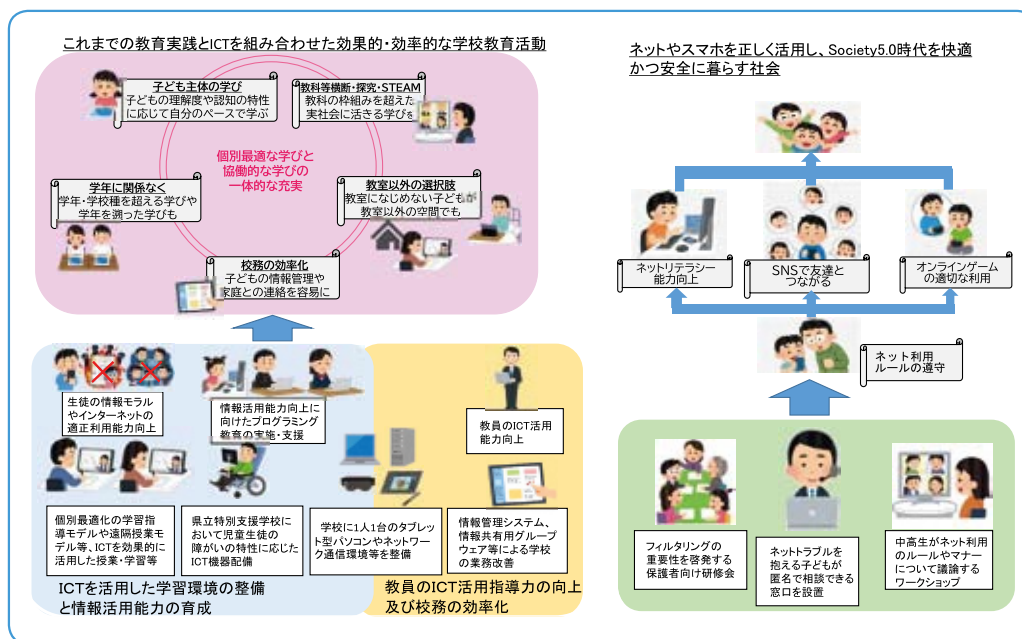 これまでの教育実践とICTを組み合わせた効果的・効率的な学校教育活動
子ども主体の学び
子どもの理解度や認知の特性
に応じて自分のペースで学ぶ
教科等横断・探究・STEAM
教科の枠組みを超えた
実社会に活きる学びを
個別最適な学びと
協働的な学びの
一体的な充実
学年に関係なく
学年・学校種を超える学びや
学年を遡った学びも
教室以外の選択肢
教室になじめない子どもが
教室以外の空間でも
校務の効率化
子どもの情報管理や
家庭との連絡を容易に
生徒の情報モラル
やインターネットの
適正利用能力向上
情報活用能力向上に
向けたプログラミング
教育の実施・支援
教員のICT活用
能力向上
個別最適化の学習指
導モデルや遠隔授業モ
デル等、ICTを効果的に
活用した授業・学習等
県立特別支援学校に
おいて児童生徒の
障がいの特性に応じた
ICT機器配備
学校に1人1台のタブレッ
ト型パソコンやネットワー
ク通信環境等を整備
情報管理システム、
情報共有用グループ
ウェア等による学校
の業務改善
ICTを活用した学習環境の整備
と情報活用能力の育成
教員のICT活用指導力の向上
及び校務の効率化
ネットやスマホを正しく活用し、Society5.0時代を快適
かつ安全に暮らす社会
ネットリテラシー
能力向上
SNSで友達と
つながる
オンラインゲーム
の適切な利用
ネット利用
ルールの遵守
フィルタリングの
重要性を啓発する
保護者向け研修会
ネットトラブルを
抱える子どもが
匿名で相談できる
窓口を設置
中高生がネット利用
のルールやマナー
について議論する
ワークショップ